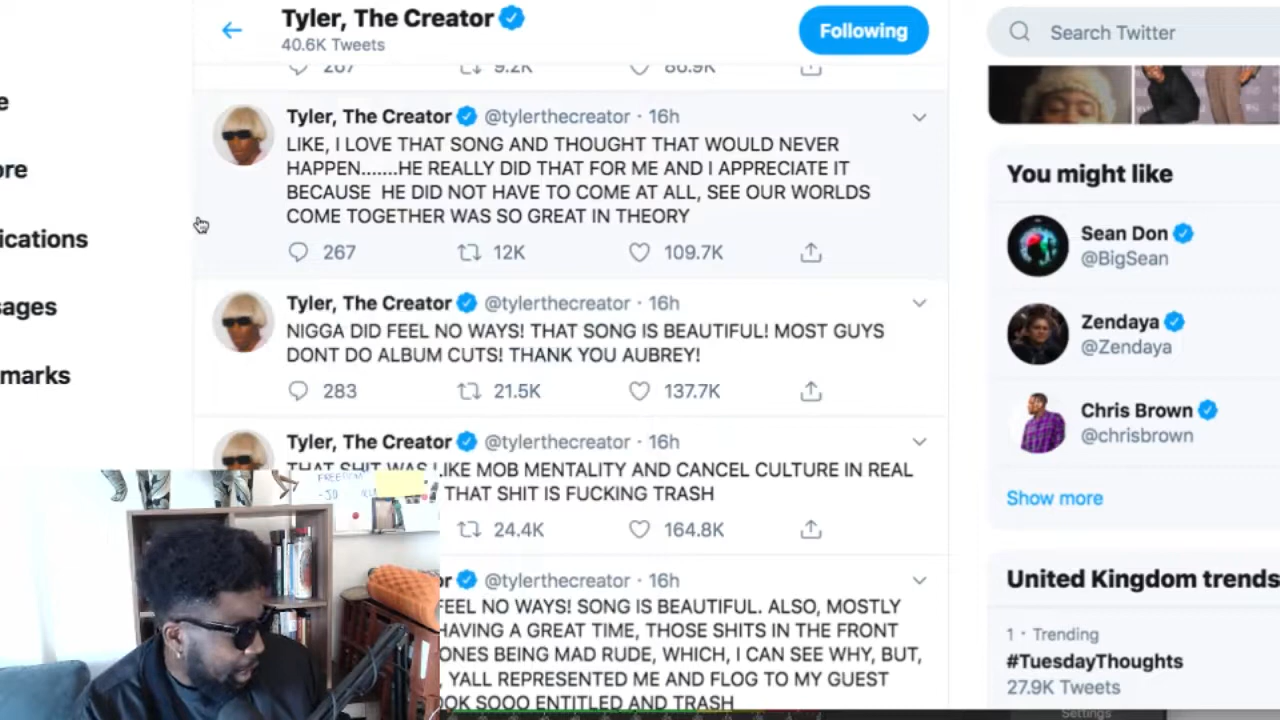 Tyler, The Creator
40.6K Tweets
Following
Search Twitter
267 9.2K 86.9K
Tyler, The Creator @tylerthecreator · 16h
LIKE, I LOVE THAT SONG AND THOUGHT THAT WOULD NEVER
HAPPEN.......HE REALLY DID THAT FOR ME AND I APPRECIATE IT
BECAUSE HE DID NOT HAVE TO COME AT ALL, SEE OUR WORLDS
COME TOGETHER WAS SO GREAT IN THEORY
267 12K 109.7K
Tyler, The Creator @tylerthecreator · 16h
NIGGA DID FEEL NO WAYS! THAT SONG IS BEAUTIFUL! MOST GUYS
DONT DO ALBUM CUTS! THANK YOU AUBREY!
283 21.5K 137.7K
Tyler, The Creator @tylerthecreator · 16h
THAT SHIT WAS LIKE MOB MENTALITY AND CANCEL CULTURE IN REAL
THAT SHIT IS FUCKING TRASH
24.4K 164.8K
@tylerthecreator · 16h
FEEL NO WAYS! SONG IS BEAUTIFUL. ALSO, MOSTLY
HAVING A GREAT TIME, THOSE SHITS IN THE FRONT
ONES BEING MAD RUDE, WHICH, I CAN SEE WHY, BUT,
YALL REPRESENTED ME AND FLOG TO MY GUEST
SOOO ENTITLED AND TRASH
e
ore
ications
sages
marks
FREEDOM
You might like
Sean Don
@BigSean
Zendaya
@Zendaya
Chris Brown
@chrisbrown
Show more
United Kingdom trends
1 · Trending
#TuesdayThoughts
27.9K Tweets
Settings